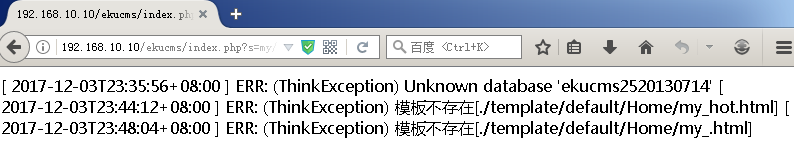 192.168.10.10/ekucms/index.php
192.168.10.10/ekucms/index.php?s=my/
百度 <Ctrl+K>
[ 2017-12-03T23:35:56+08:00 ] ERR: (ThinkException) Unknown database 'ekucms2520130714' [
2017-12-03T23:44:12+08:00 ] ERR: (ThinkException) 模板不存在[./template/default/Home/my_hot.html] [
2017-12-03T23:48:04+08:00 ] ERR: (ThinkException) 模板不存在[./template/default/Home/my_.html]